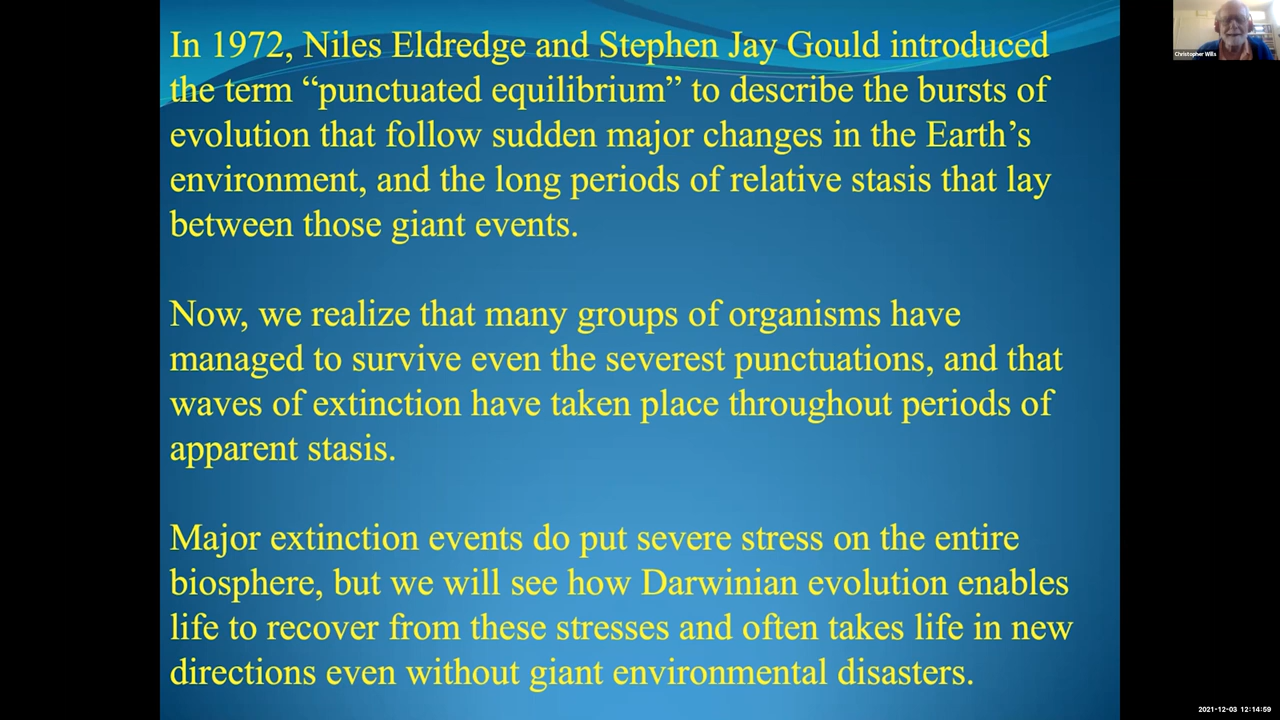 In 1972, Niles Eldredge and Stephen Jay Gould introduced
the term “punctuated equilibrium” to describe the bursts of
evolution that follow sudden major changes in the Earth’s
environment, and the long periods of relative stasis that lay
between those giant events.
Now, we realize that many groups of organisms have
managed to survive even the severest punctuations, and that
waves of extinction have taken place throughout periods of
apparent stasis.
Major extinction events do put severe stress on the entire
biosphere, but we will see how Darwinian evolution enables
life to recover from these stresses and often takes life in new
directions even without giant environmental disasters.
Christopher Wills
2021-12-03 12:14:59